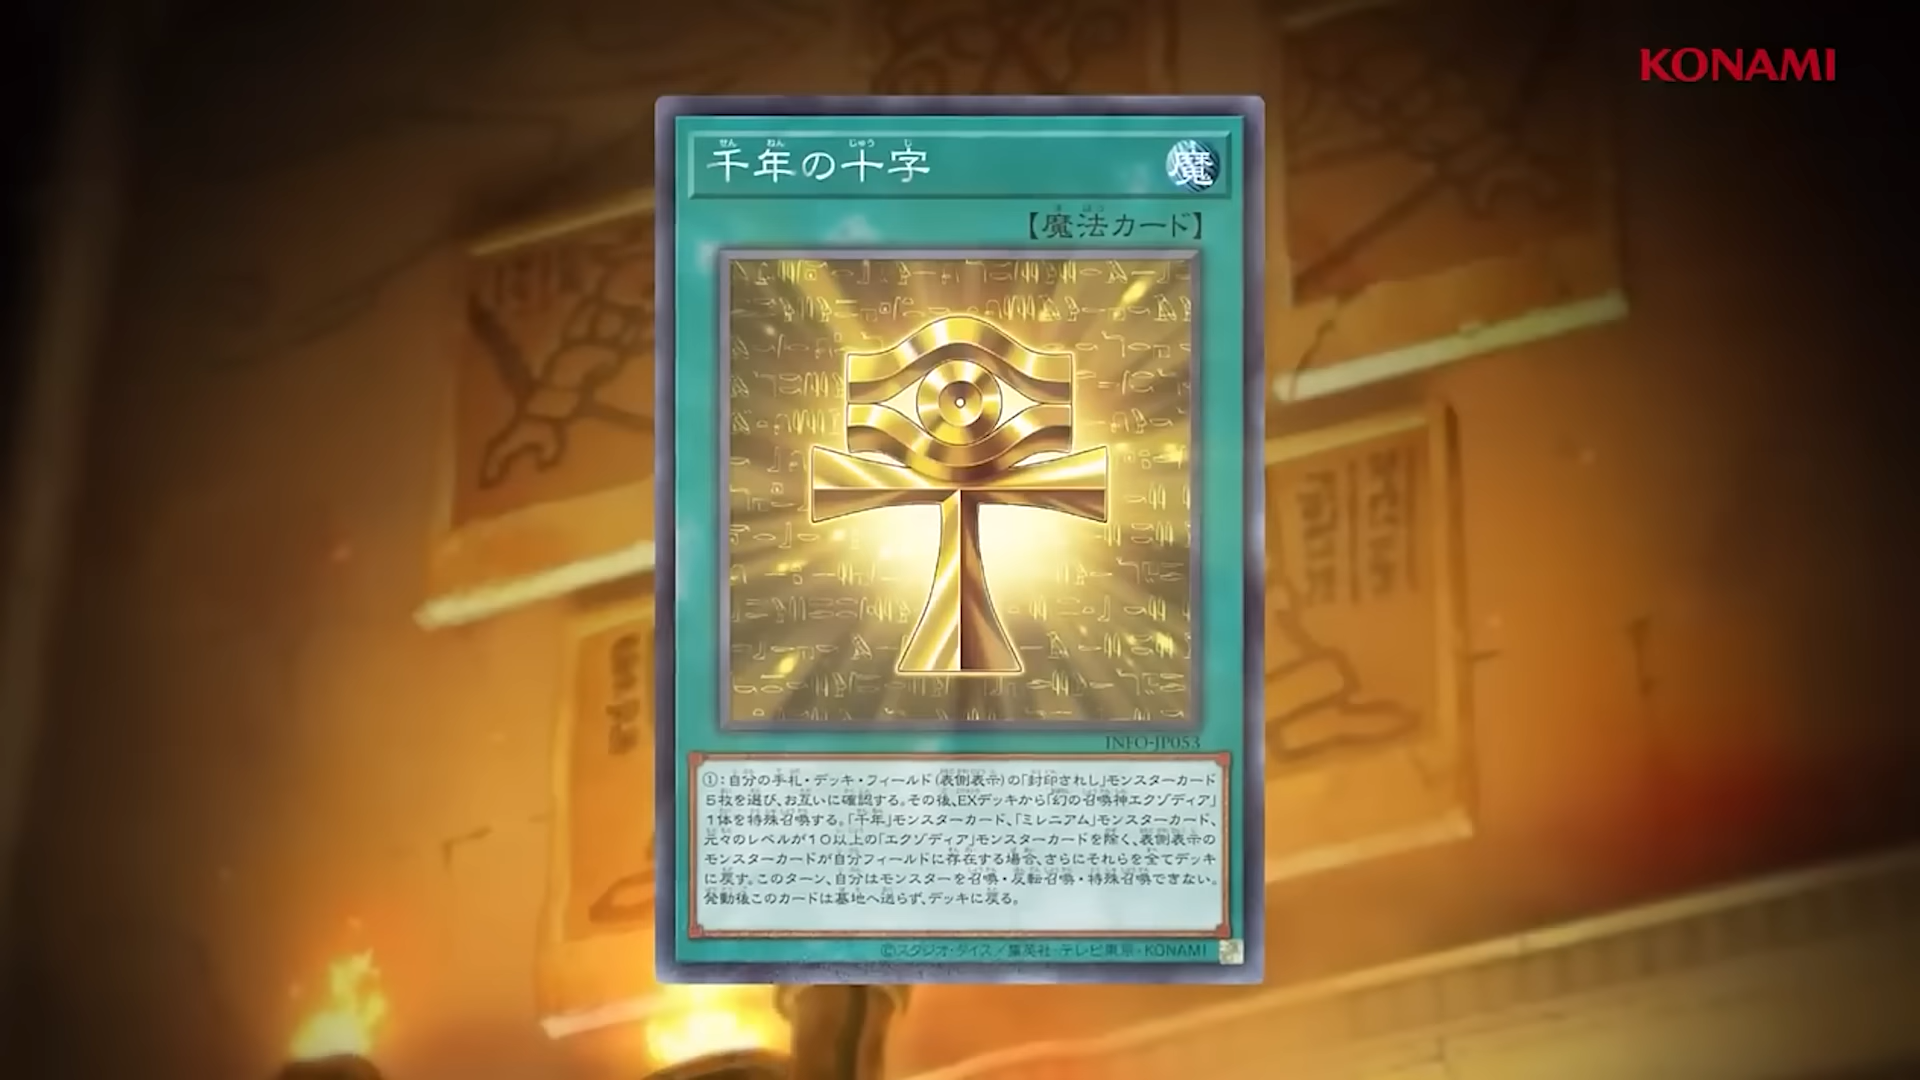 KONAMI
千年の十字
魔
【魔法カード】
INFO-JP053
①:自分の手札・デッキ・フィールド(表側表示)の「封印されし」モンスターカード
5枚を選び、お互いに確認する。その後、EXデッキから「幻の召喚神エクゾディア」
1体を特殊召喚する。「千年」モンスターカード、「ミレニアム」モンスターカード、
元々のレベルが10以上の「エクゾディア」モンスターカードを除く、表側表示の
モンスターカードが自分フィールドに存在する場合、さらにそれらを全てデッキ
に戻す。このターン、自分はモンスターを召喚・反転召喚・特殊召喚できない。
発動後このカードは墓地へ送らず、デッキに戻る。
©スタジオ・ダイス/集英社・テレビ東京・KONAMI